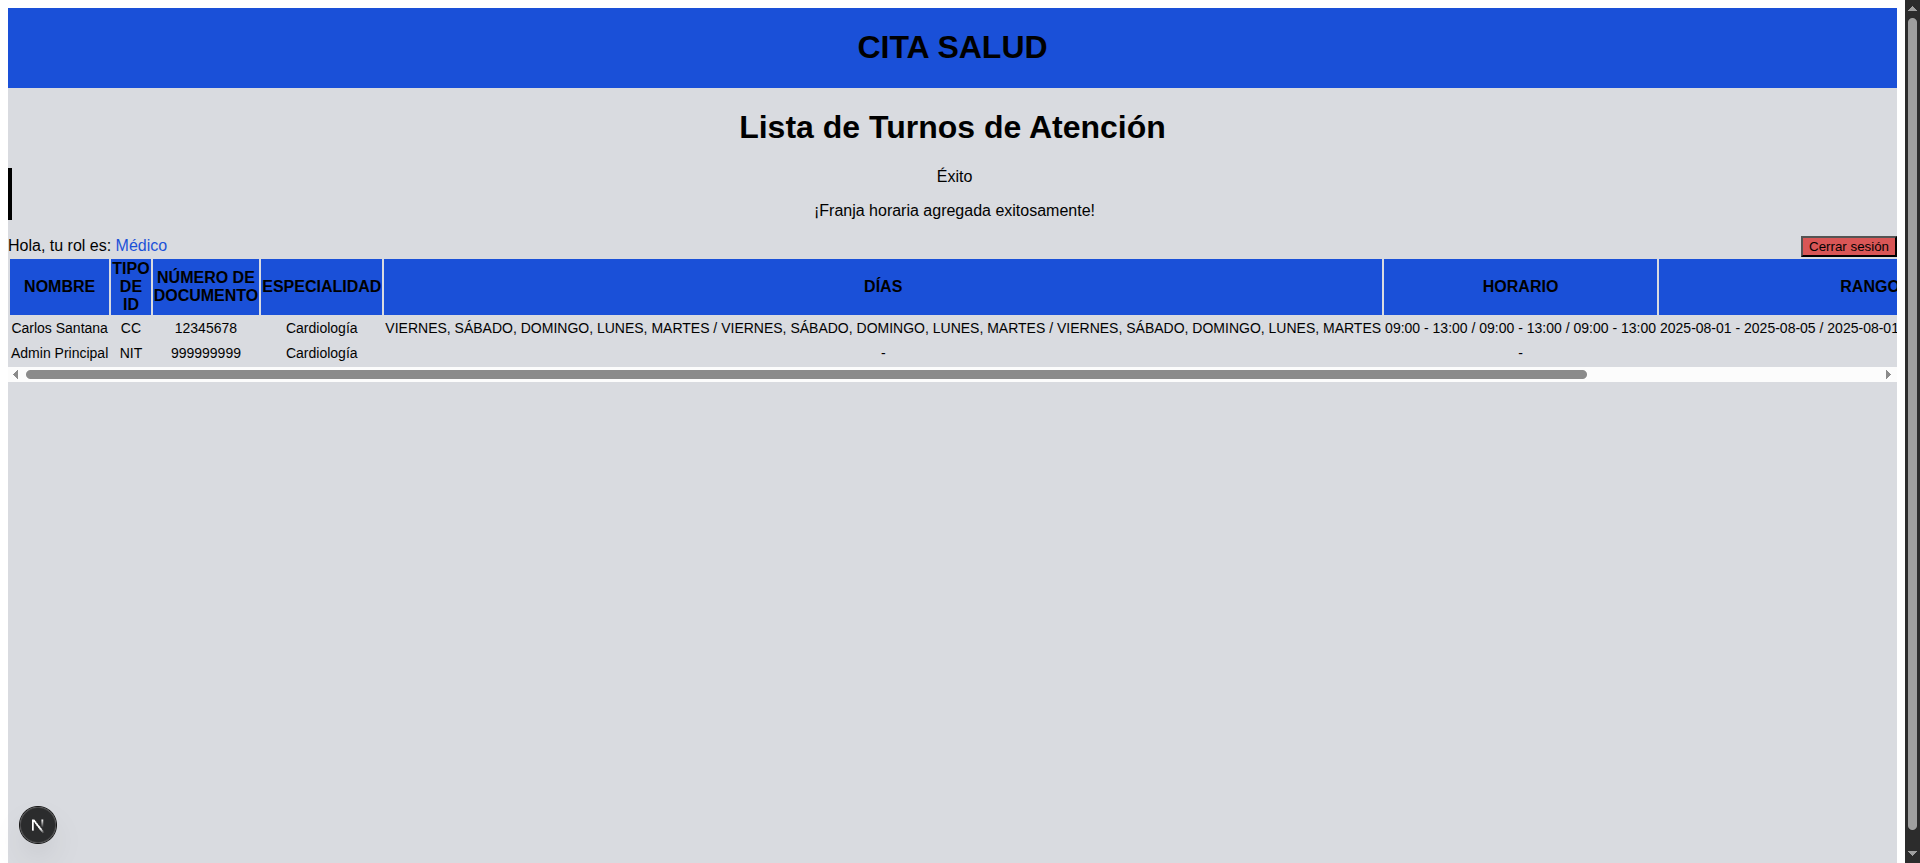 CITA SALUD
Lista de Turnos de Atención
Éxito
¡Franja horaria agregada exitosamente!
Hola, tu rol es: Médico
Cerrar sesión
NOMBRE TIPO DE ID NÚMERO DE DOCUMENTO ESPECIALIDAD DÍAS HORARIO RANGO
Carlos Santana CC 12345678 Cardiología VIERNES, SÁBADO, DOMINGO, LUNES, MARTES / VIERNES, SÁBADO, DOMINGO, LUNES, MARTES / VIERNES, SÁBADO, DOMINGO, LUNES, MARTES 09:00 - 13:00 / 09:00 - 13:00 / 09:00 - 13:00 2025-08-01 - 2025-08-05 / 2025-08-01
Admin Principal NIT 999999999 Cardiología - -
N